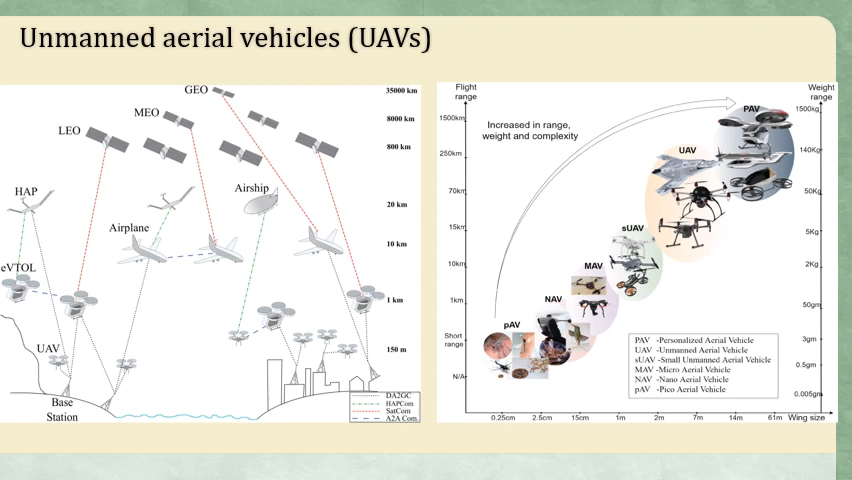 Unmanned aerial vehicles (UAVs)
GEO
35000 km
MEO
8000 km
LEO
800 km
HAP
Airship
20 km
Airplane
10 km
eVTOL
1 km
UAV
150 m
Base
Station
DA2GC
HAPCom
SatCom
A2A Com
Flight
range
Weight
range
1500km
250km
70km
15km
10km
1km
Short
range
N/A
Increased in range,
weight and complexity
PAV
UAV
sUAV
MAV
NAV
pAV
1500kg
140Kg
50Kg
5Kg
2Kg
50gm
3gm
0.5gm
0.005gm
PAV -Personalized Aerial Vehicle
UAV -Unmanned Aerial Vehicle
sUAV -Small Unmanned Aerial Vehicle
MAV -Micro Aerial Vehicle
NAV -Nano Aerial Vehicle
pAV -Pico Aerial Vehicle
0.25cm 2.5cm 15cm 1m 2m 7m 14m 61m Wing size